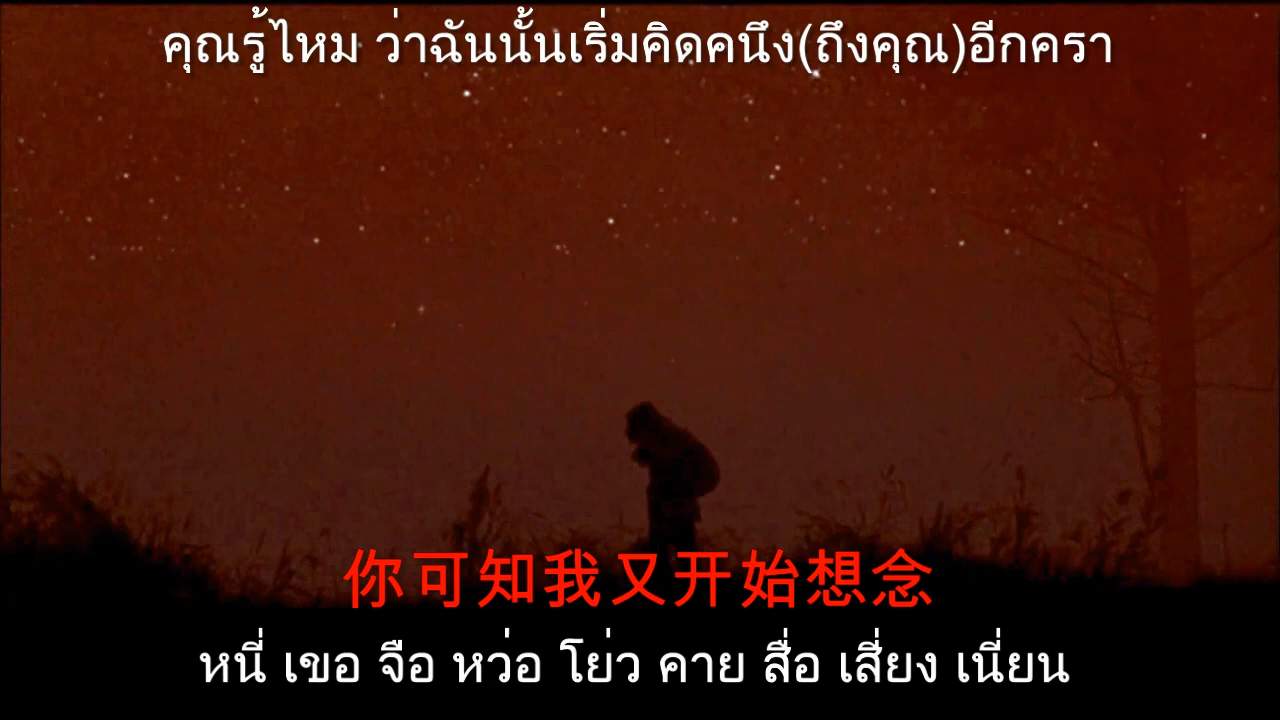 คุณรู้ไหม ว่าฉันนั้นเริ่มคิดคนึง(ถึงคุณ)อีกครา
你可知我又开始想念
หนี่ เขอ จือ หว่อ โย่ว คาย สื่อ เสี่ยง เนี่ยน